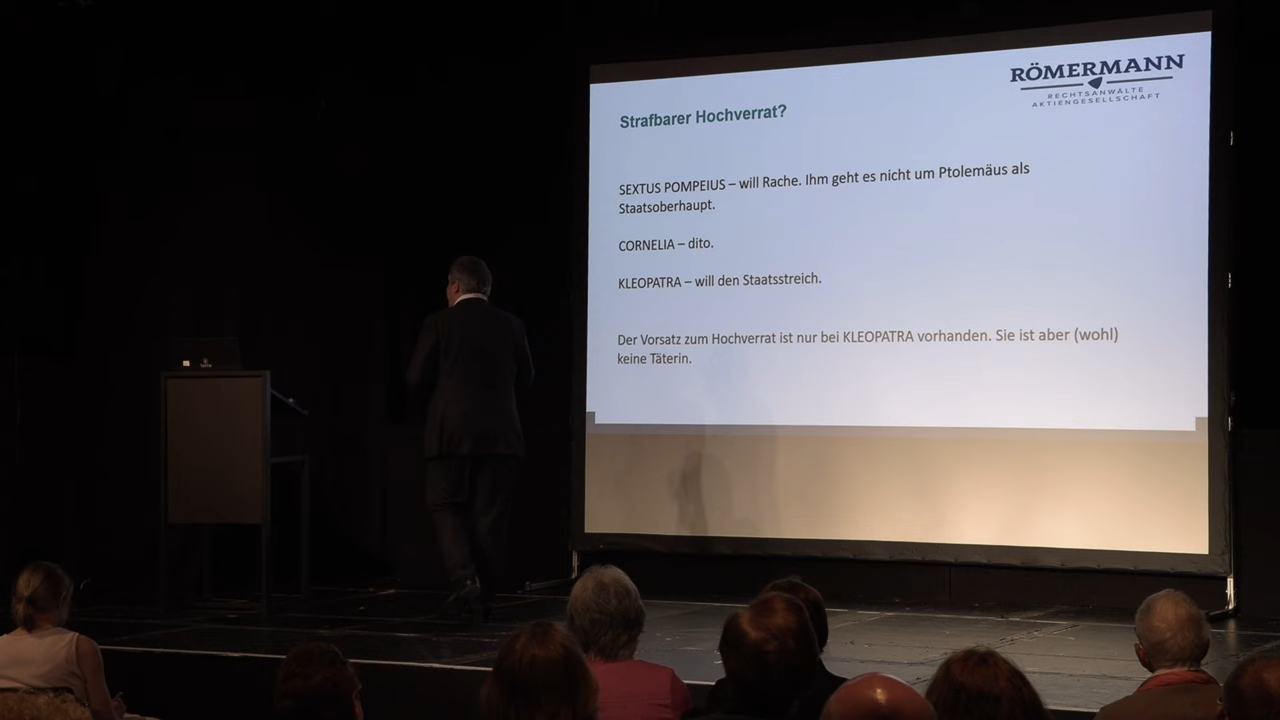 RÖMERMANN
RECHTSANWÄLTE
AKTIENGESELLSCHAFT
Strafbarer Hochverrat?
SEXTUS POMPEIUS – will Rache. Ihm geht es nicht um Ptolemäus als
Staatsoberhaupt.
CORNELIA – dito.
KLEOPATRA – will den Staatsstreich.
Der Vorsatz zum Hochverrat ist nur bei KLEOPATRA vorhanden. Sie ist aber (wohl)
keine Täterin.